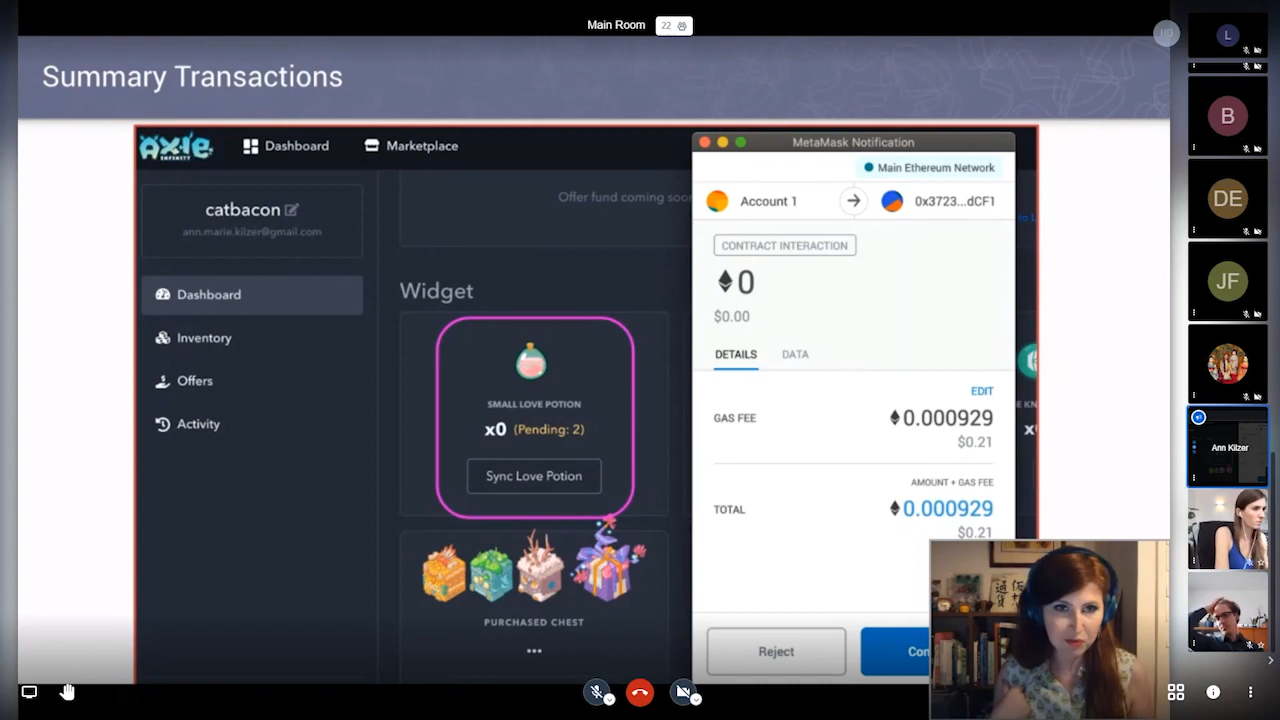 Main Room 22
Summary Transactions
AXIE
INFINITY
Dashboard
Marketplace
catbacon
ann.marie.kilzer@gmail.com
Dashboard
Inventory
Offers
Activity
Offer fund coming soo
Widget
SMALL LOVE POTION
x0 (Pending: 2)
Sync Love Potion
PURCHASED CHEST
...
MetaMask Notification
Main Ethereum Network
Account 1
0x3723...dCF1
CONTRACT INTERACTION
0
$0.00
DETAILS
DATA
EDIT
GAS FEE
0.000929
$0.21
AMOUNT + GAS FEE
TOTAL
0.000929
$0.21
Reject
Con
L
B
DE
JF
Ann Kilzer